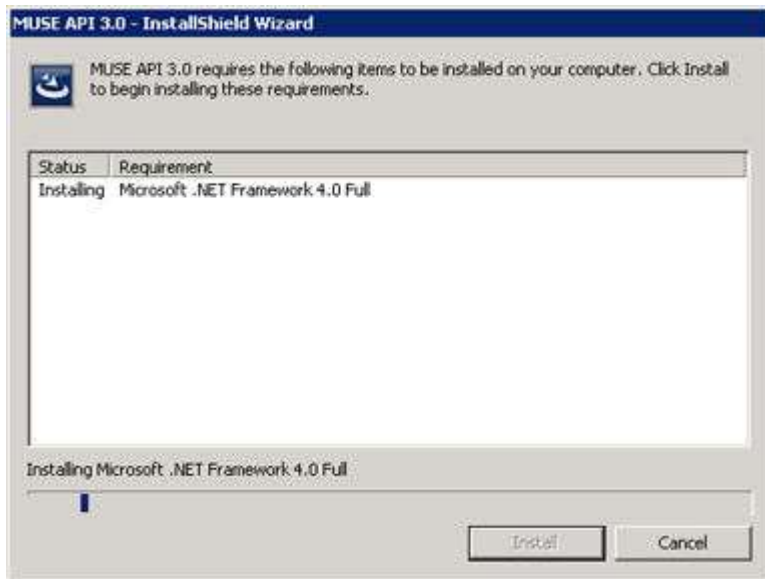 MUSE API 3.0 - InstallShield Wizard
MUSE API 3.0 requires the following items to be installed on your computer. Click Install
to begin installing these requirements.
Status Requirement
Installing Microsoft .NET Framework 4.0 Full
Installing Microsoft .NET Framework 4.0 Full
Install Cancel